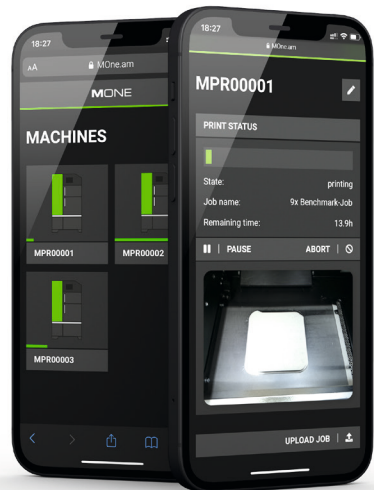 18:27
AA MOne.am
MONE
MACHINES
MPR00001
MPR00002
MPR00003
18:27
MOne.am
MPR00001
PRINT STATUS
State: printing
Job name: 9x Benchmark-Job
Remaining time: 13.9h
PAUSE ABORT
UPLOAD JOB